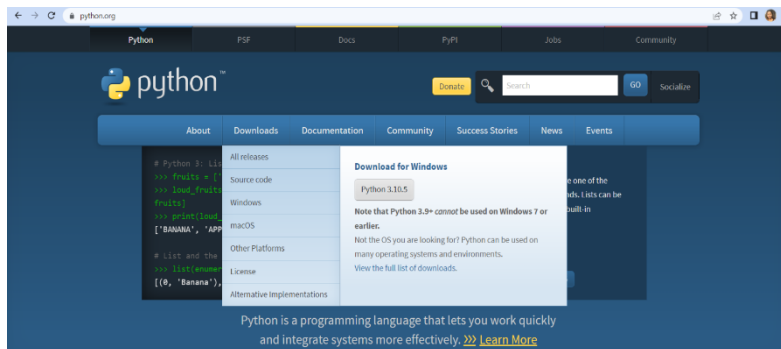 python.org
Python PSF Docs PyPI Jobs Community
python™
Donate Search GO Socialize
About Downloads Documentation Community Success Stories News Events
# Python 3: Lis
>>> fruits = ['
>>> loud_fruits
fruits]
>>> print(loud_
['BANANA', 'APP
# List and the
>>> list(enumer
[(0, 'Banana'),
All releases
Source code
Windows
macOS
Other Platforms
License
Alternative Implementations
Download for Windows
Python 3.10.5
Note that Python 3.9+ cannot be used on Windows 7 or
earlier.
Not the OS you are looking for? Python can be used on
many operating systems and environments.
View the full list of downloads.
e one of the
ds. Lists can be
built-in
Python is a programming language that lets you work quickly
and integrate systems more effectively. >>> Learn More